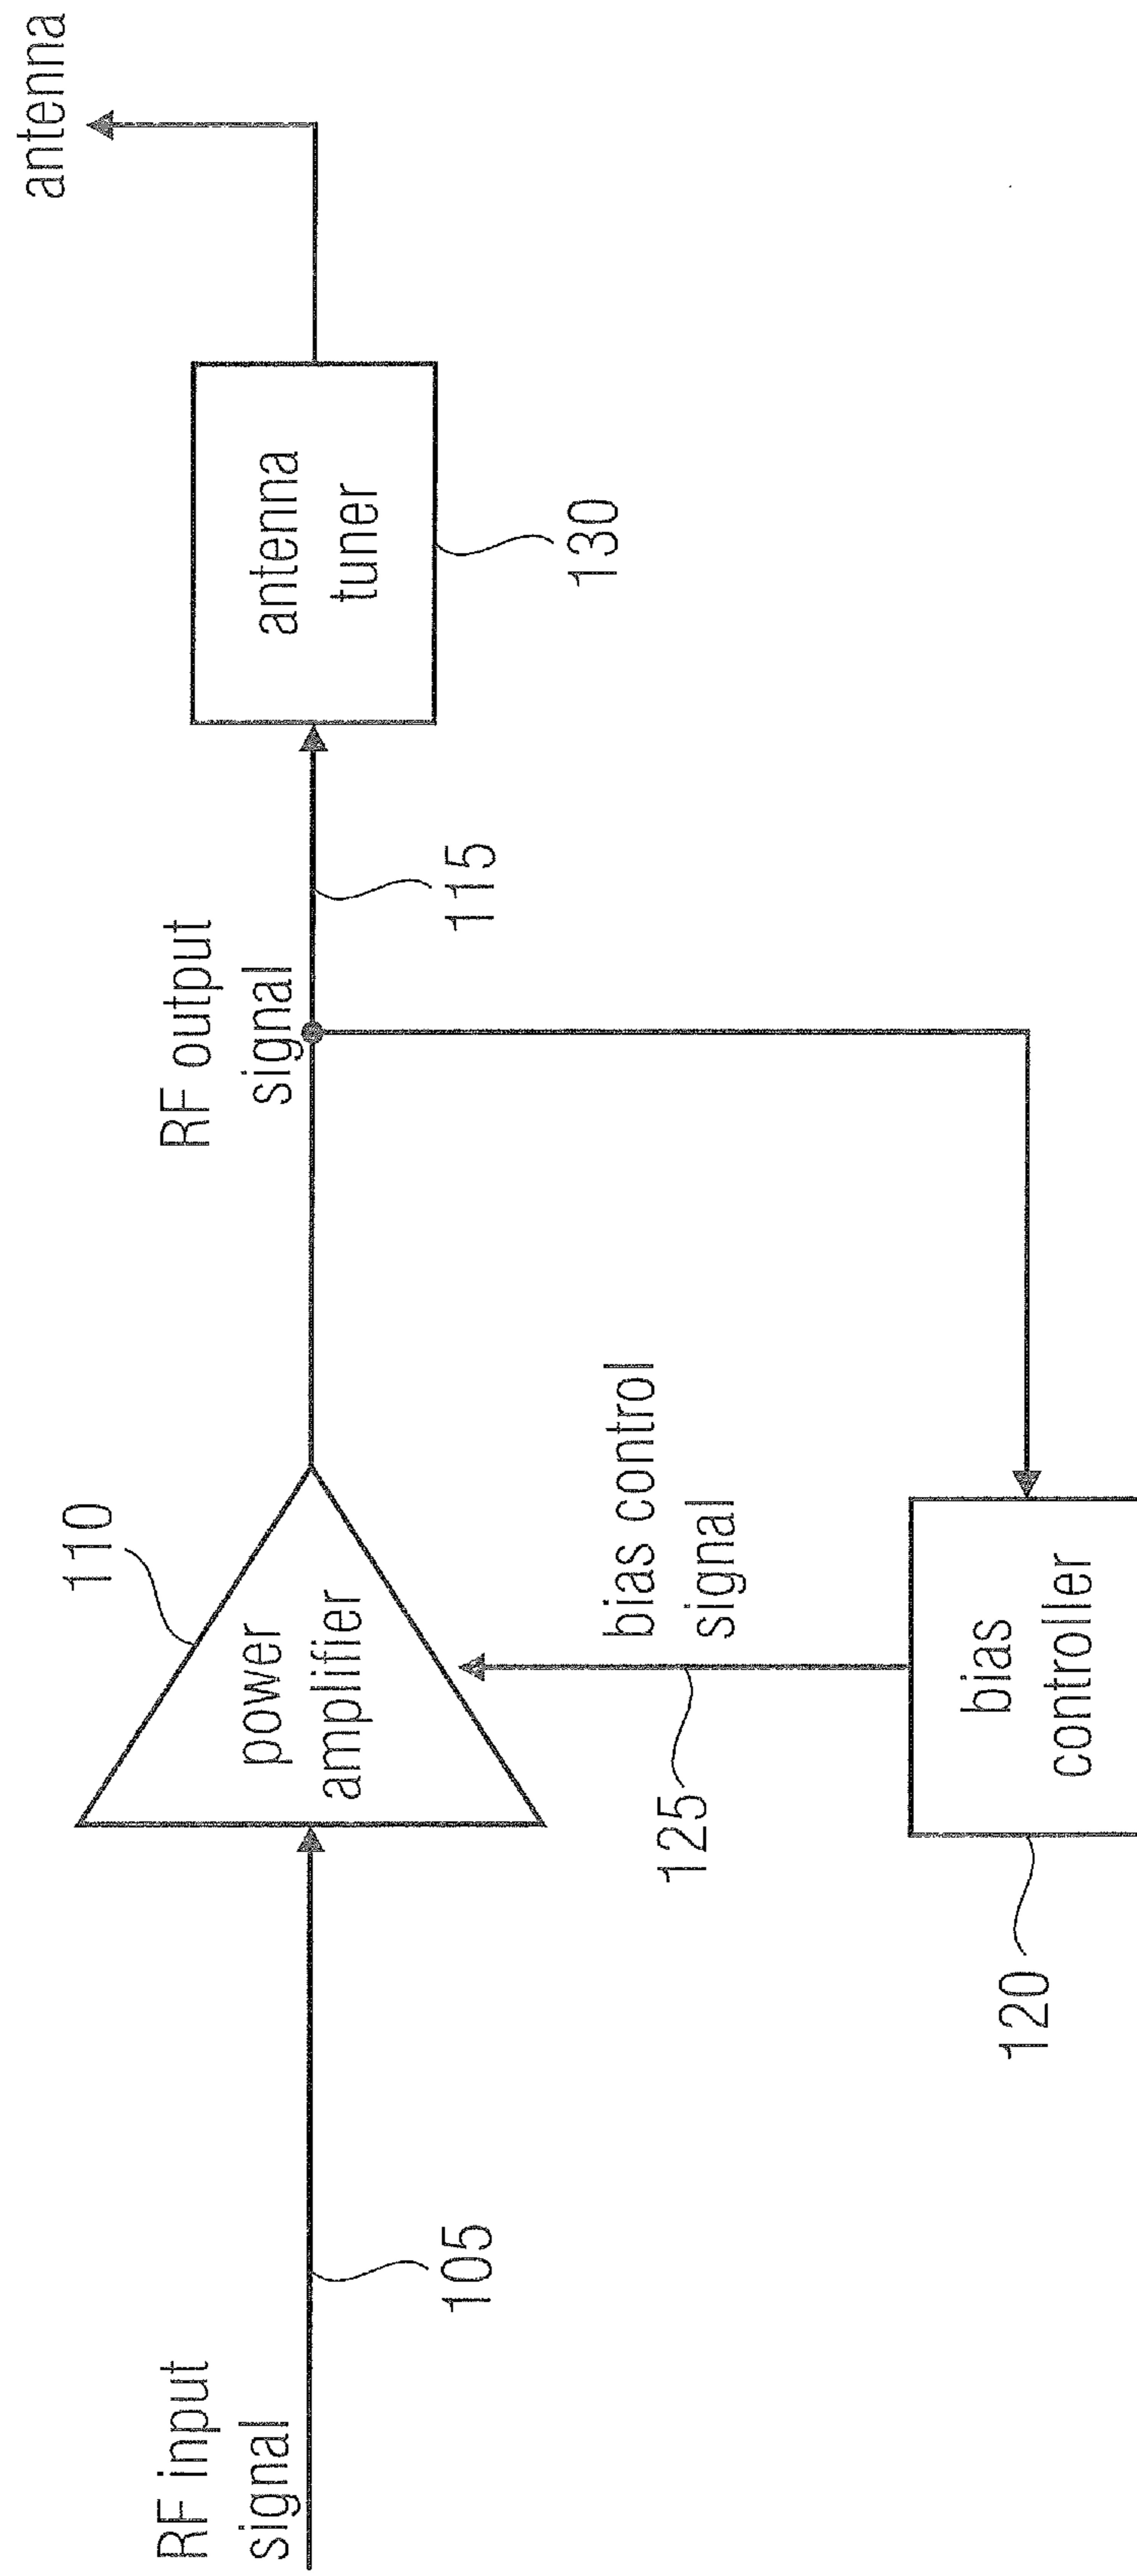 RF input
signal
105
110
power
amplifier
bias control
signal
125
bias
controller
120
RF output
signal
115
antenna
tuner
130
antenna